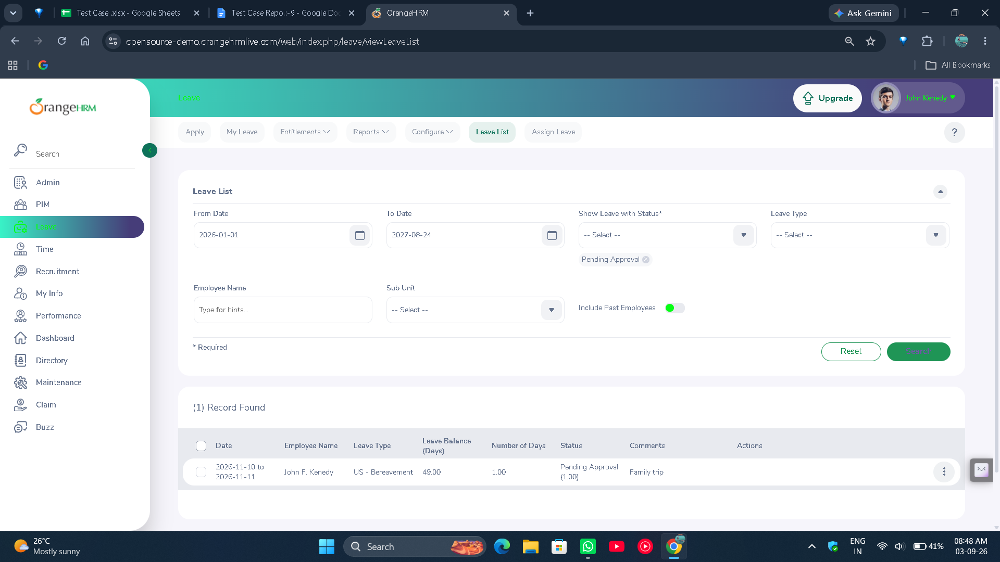 Test Case .xlsx - Google Sheets
Test Case Repo.:-9 - Google Do
OrangeHRM
Ask Gemini
opensource-demo.orangehrmlive.com/web/index.php/leave/viewLeaveList
All Bookmarks
OrangeHRM
Leave
Upgrade
John Kenedy
Apply
My Leave
Entitlements
Reports
Configure
Leave List
Assign Leave
?
Search
Admin
PIM
Leave
Time
Recruitment
My Info
Performance
Dashboard
Directory
Maintenance
Claim
Buzz
Leave List
From Date
To Date
Show Leave with Status*
Leave Type
2026-01-01
2027-08-24
-- Select --
-- Select --
Pending Approval
Employee Name
Sub Unit
Type for hints...
-- Select --
Include Past Employees
* Required
Reset
Search
(1) Record Found
Date
Employee Name
Leave Type
Leave Balance
(Days)
Number of Days
Status
Comments
Actions
2026-11-10 to
2026-11-11
John F. Kenedy
US - Bereavement
49.00
1.00
Pending Approval
(1.00)
Family trip
26°C
Mostly sunny
Search
ENG
IN
41%
08:48 AM
03-09-26